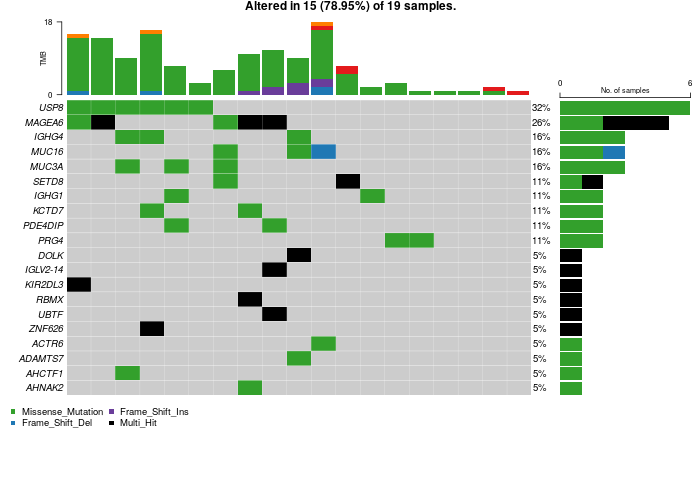 Altered in 15 (78.95%) of 19 samples.
18
TMB
0
0
6
No. of samples
USP8 32%
MAGEA6 26%
IGHG4 16%
MUC16 16%
MUC3A 16%
SETD8 11%
IGHG1 11%
KCTD7 11%
PDE4DIP 11%
PRG4 11%
DOLK 5%
IGLV2-14 5%
KIR2DL3 5%
RBMX 5%
UBTF 5%
ZNF626 5%
ACTR6 5%
ADAMTS7 5%
AHCTF1 5%
AHNAK2 5%
Missense_Mutation Frame_Shift_Ins
Frame_Shift_Del Multi_Hit